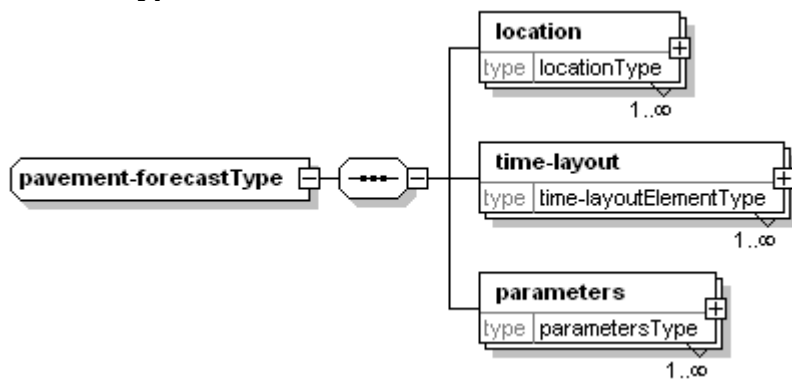 location
type locationType
1..∞
pavement-forecastType
time-layout
type time-layoutElementType
1..∞
parameters
type parametersType
1..∞